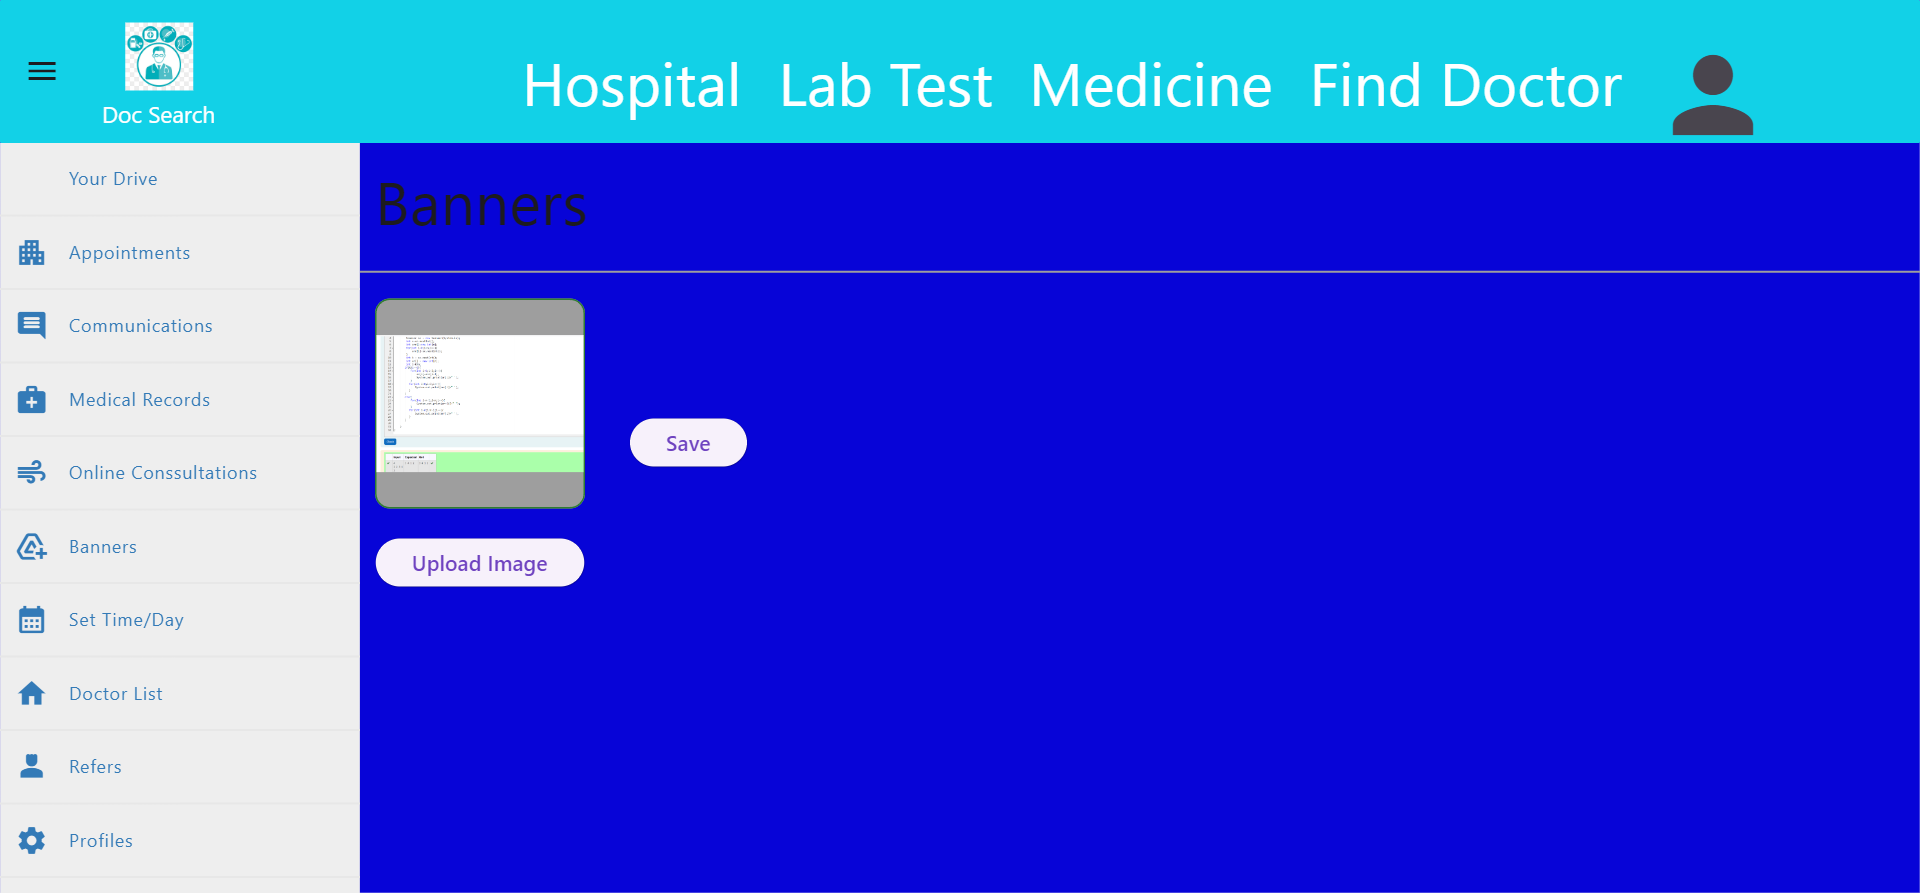 Doc Search
Hospital Lab Test Medicine Find Doctor
Your Drive
Appointments
Communications
Medical Records
Online Conssultations
Banners
Set Time/Day
Doctor List
Refers
Profiles
Banners
Save
Upload Image